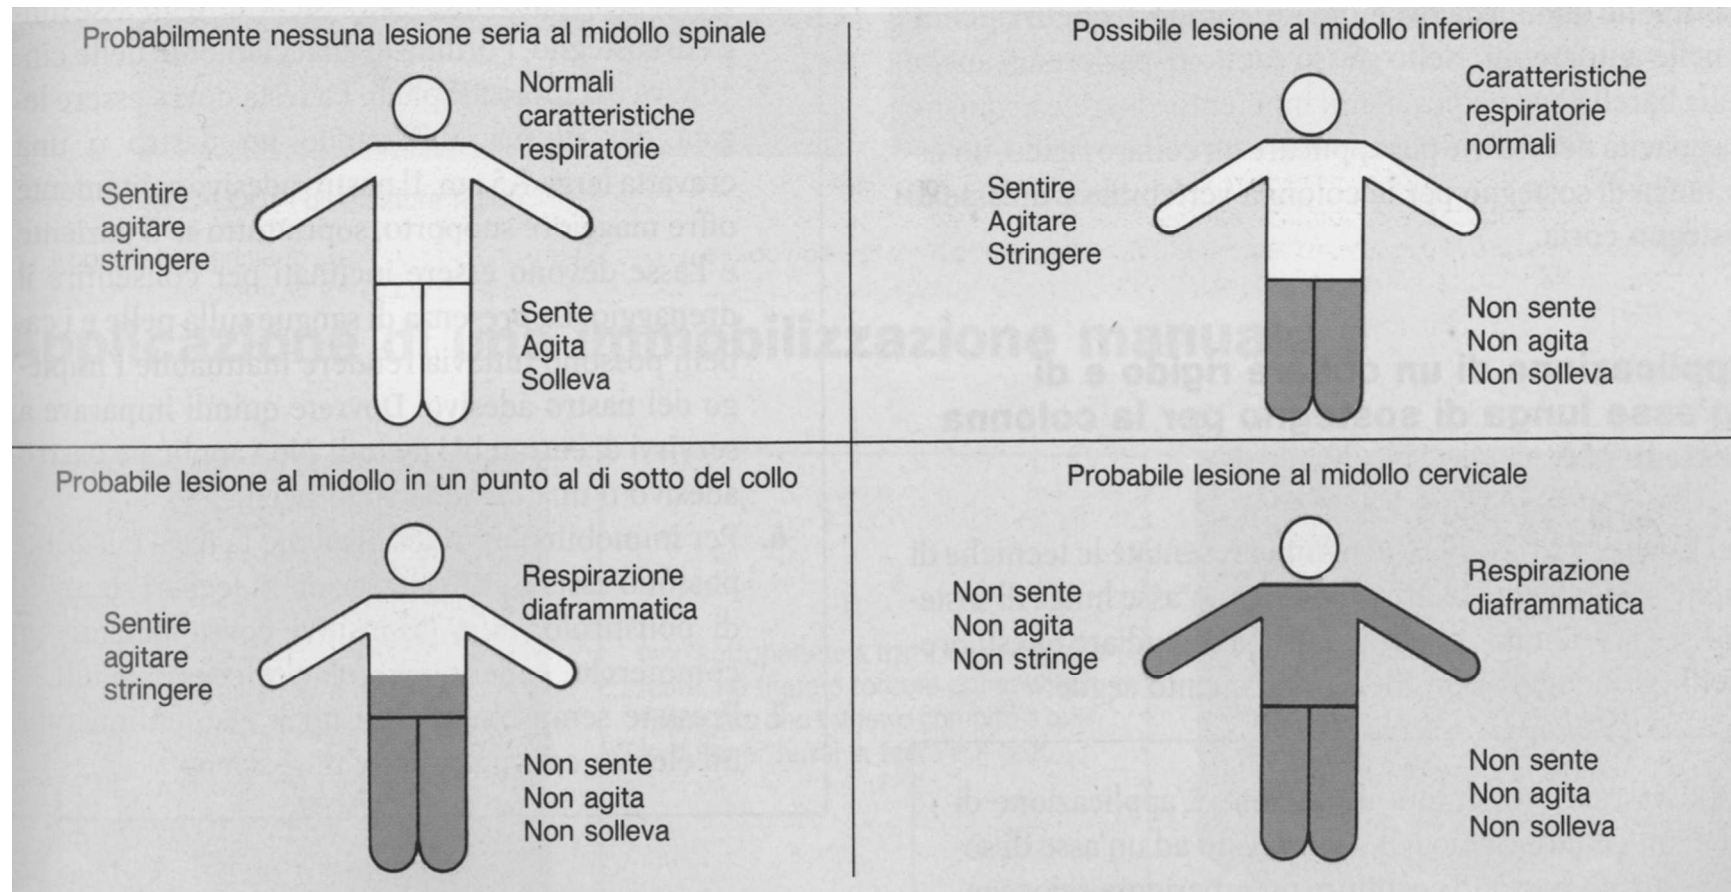 Probabilmente nessuna lesione seria al midollo spinale
Normali
caratteristiche
respiratorie
Sentire
agitare
stringere
Sente
Agita
Solleva
Possibile lesione al midollo inferiore
Caratteristiche
respiratorie
normali
Sentire
Agitare
Stringere
Non sente
Non agita
Non solleva
Probabile lesione al midollo in un punto al di sotto del collo
Respirazione
diaframmatica
Sentire
agitare
stringere
Non sente
Non agita
Non solleva
Probabile lesione al midollo cervicale
Respirazione
diaframmatica
Non sente
Non agita
Non stringe
Non sente
Non agita
Non solleva